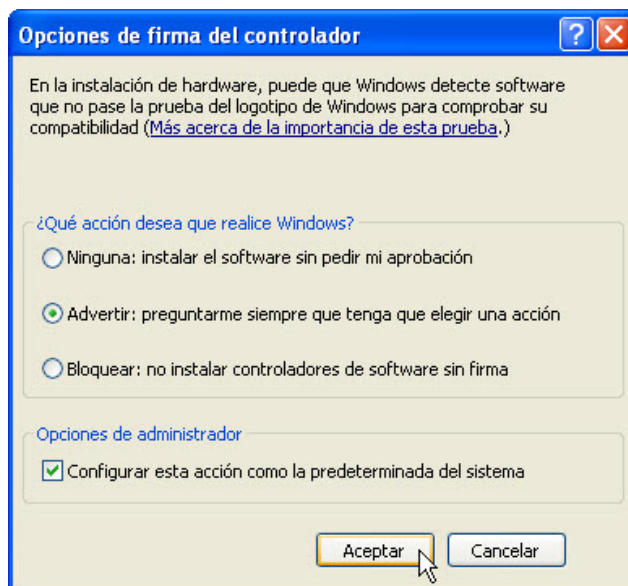 Opciones de firma del controlador
En la instalación de hardware, puede que Windows detecte software
que no pase la prueba del logotipo de Windows para comprobar su
compatibilidad (Más acerca de la importancia de esta prueba.)
¿Qué acción desea que realice Windows?
Ninguna: instalar el software sin pedir mi aprobación
Advertir: preguntarme siempre que tenga que elegir una acción
Bloquear: no instalar controladores de software sin firma
Opciones de administrador
Configurar esta acción como la predeterminada del sistema
Aceptar Cancelar